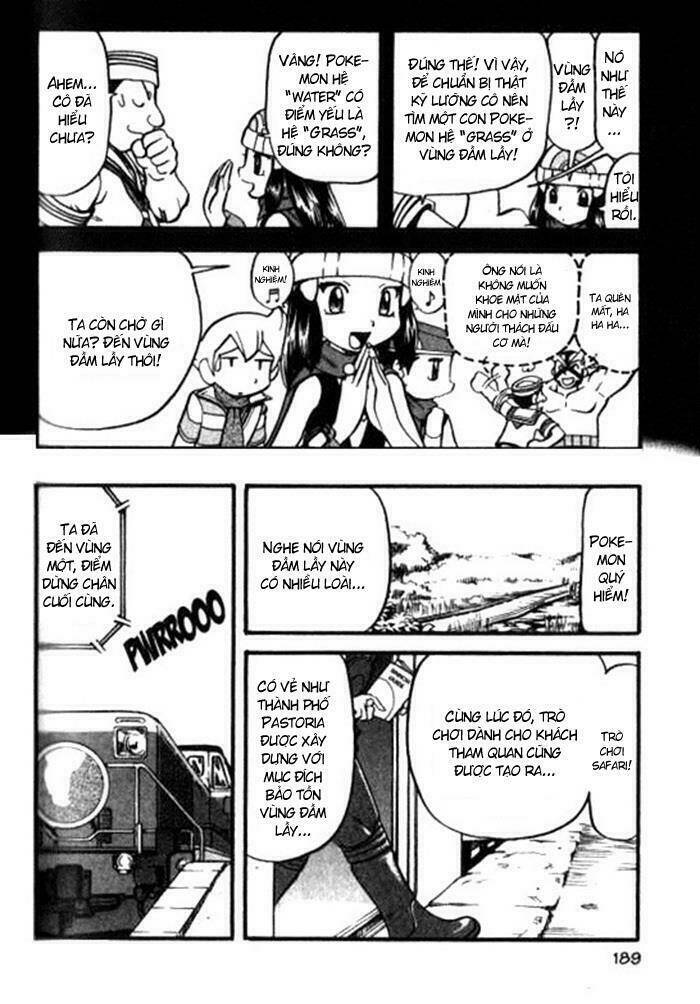 NÓ
NHƯ
THẾ
NÀY
...
VÙNG
ĐẦM
LẦY
?!
TÔI
HIỂU
RỒI.
ĐÚNG THẾ! VÌ VẬY,
ĐỂ CHUẨN BỊ THẬT
KỸ LƯỠNG CÔ NÊN
TÌM MỘT CON POKE-
MON HỆ "GRASS" Ở
VÙNG ĐẦM LẦY!
VÂNG! POKE-
MON HỆ
"WATER" CÓ
ĐIỂM YẾU LÀ
HỆ "GRASS",
ĐÚNG KHÔNG?
AHEM...
CÔ ĐÃ
HIỂU
CHƯA?
TA QUÊN
MẤT, HA
HA HA...
ÔNG NÓI LÀ
KHÔNG MUỐN
KHOE MẶT CỦA
MÌNH CHO NHỮNG
NGƯỜI THÁCH ĐẤU
CƠ MÀ!
KINH
NGHIỆM
KINH
NGHIỆM!
TA CÒN CHỜ GÌ
NỮA? ĐẾN VÙNG
ĐẦM LẦY THÔI!
POKE-
MON
QUÝ
HIẾM!
NGHE NÓI VÙNG
ĐẦM LẦY NÀY
CÓ NHIỀU LOÀI...
TRÒ
CHƠI
SAFARI!
CÙNG LÚC ĐÓ, TRÒ
CHƠI DÀNH CHO KHÁCH
THAM QUAN CŨNG
ĐƯỢC TẠO RA...
CÓ VẺ NHƯ
THÀNH PHỐ
PASTORIA
ĐƯỢC XÂY
DỰNG VỚI
MỤC ĐÍCH
BẢO TỒN
VÙNG ĐẦM
LẦY...
TA ĐÃ
ĐẾN VÙNG
MỘT, ĐIỂM
DỪNG CHÂN
CUỐI CÙNG.
PWRROOO
189